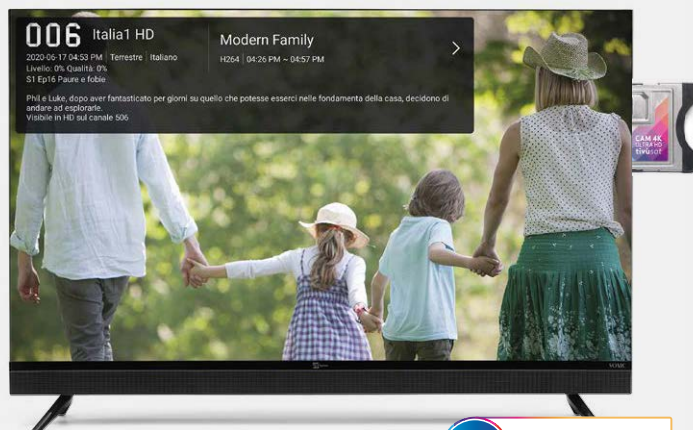 006 Italia1 HD
2020-06-17 04:53 PM | Terrestre | Italiano
Livello: 0% Qualità: 0%
S1 Ep16 Paure e fobie
Modern Family
H264 | 04:26 PM ~ 04:57 PM
Phil e Luke, dopo aver fantasticato per giorni su quello che potesse esserci nelle fondamenta della casa, decidono di
andare ad esplorarle.
Visibile in HD sul canale 506
CAM 4K
ULTRA HD
tivùsat